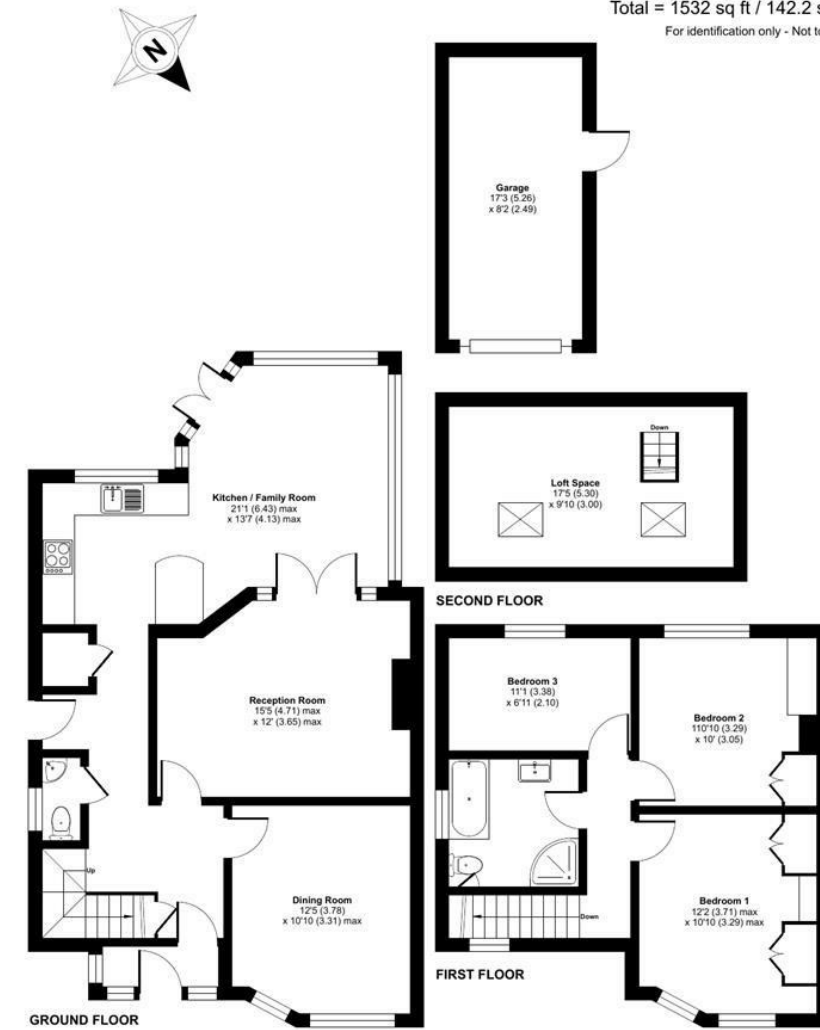 Total = 1532 sq ft / 142.2 s
For identification only - Not to
N
Garage
17'3 (5.26)
x 8'2 (2.49)
Down
Loft Space
17'5 (5.30)
x 9'10 (3.00)
SECOND FLOOR
Kitchen / Family Room
21'1 (6.43) max
x 13'7 (4.13) max
Reception Room
15'5 (4.71) max
x 12' (3.65) max
Up
Dining Room
12'5 (3.78)
x 10'10 (3.31) max
GROUND FLOOR
Bedroom 3
11'1 (3.38)
x 6'11 (2.10)
Bedroom 2
110'10 (3.29)
x 10' (3.05)
Bedroom 1
12'2 (3.71) max
x 10'10 (3.29) max
Down
FIRST FLOOR